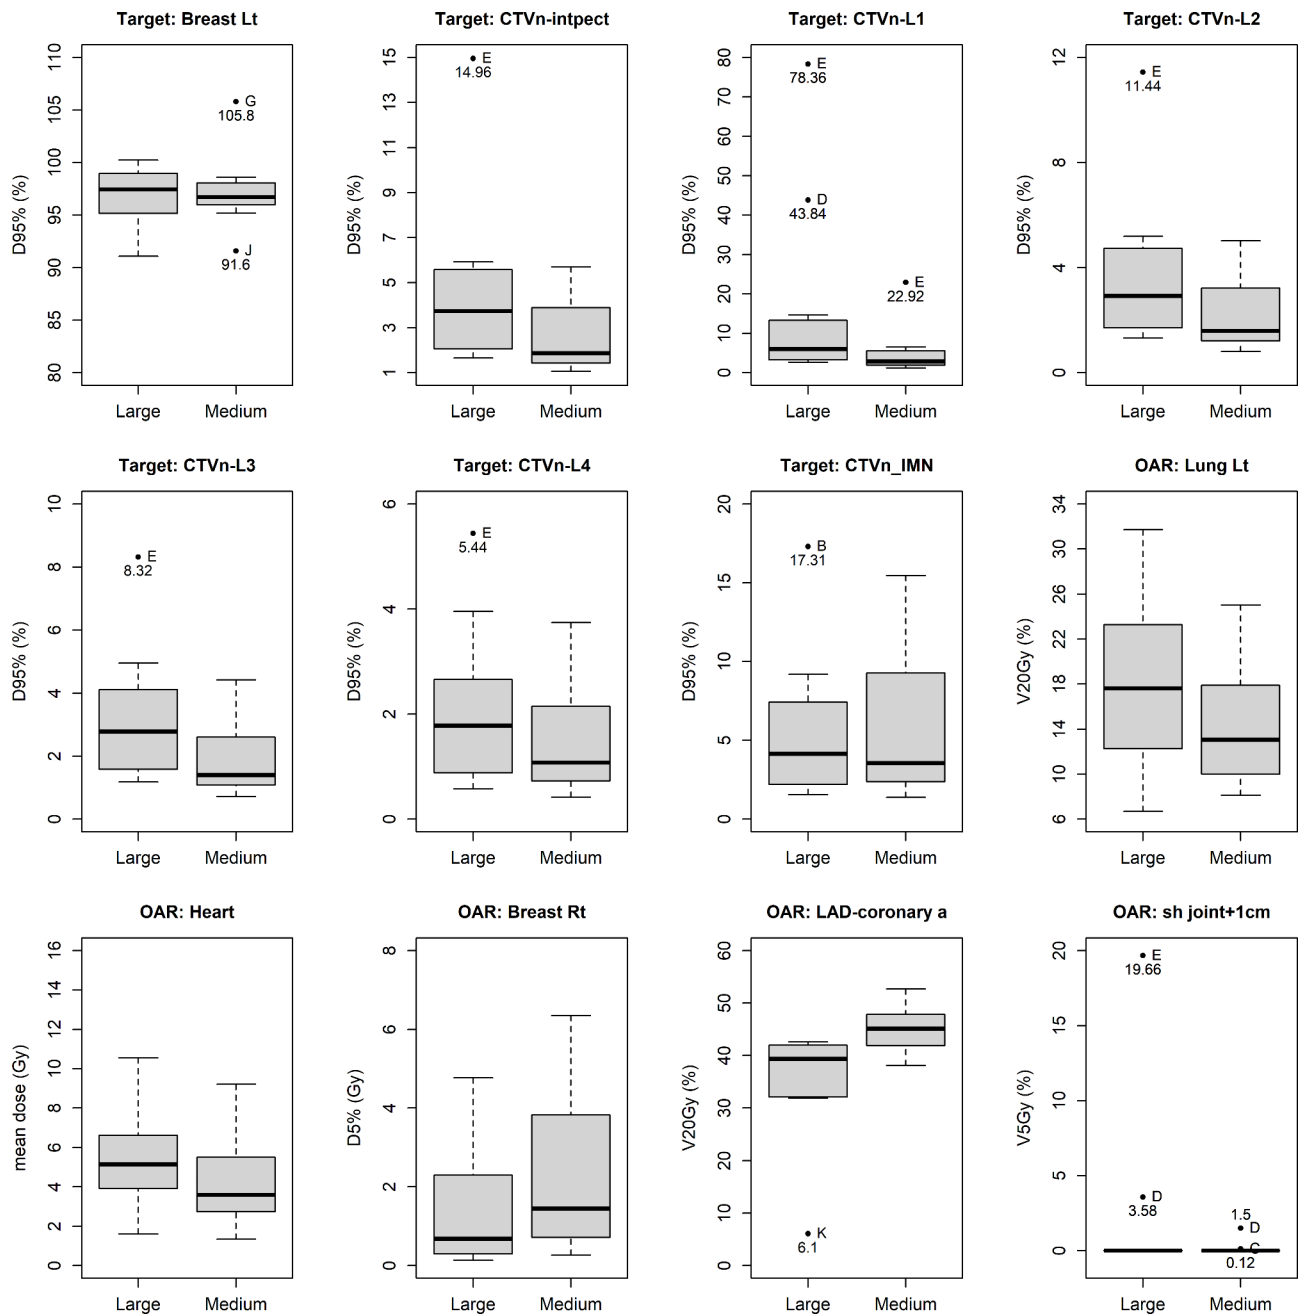 Target: Breast Lt
D95% (%)
110
105
100
95
90
85
80
G
105.8
J
91.6
Large
Medium
Target: CTVn-intpect
D95% (%)
15
13
11
9
7
5
3
1
E
14.96
Large
Medium
Target: CTVn-L1
D95% (%)
80
70
60
50
40
30
20
10
0
E
78.36
D
43.84
E
22.92
Large
Medium
Target: CTVn-L2
D95% (%)
12
8
4
0
E
11.44
Large
Medium
Target: CTVn-L3
D95% (%)
10
8
6
4
2
0
E
8.32
Large
Medium
Target: CTVn-L4
D95% (%)
6
4
2
0
E
5.44
Large
Medium
Target: CTVn_IMN
D95% (%)
20
15
10
5
0
B
17.31
Large
Medium
OAR: Lung Lt
V20Gy (%)
34
30
26
22
18
14
10
6
Large
Medium
OAR: Heart
mean dose (Gy)
16
14
12
10
8
6
4
2
0
Large
Medium
OAR: Breast Rt
D5% (Gy)
8
6
4
2
0
Large
Medium
OAR: LAD-coronary a
V20Gy (%)
60
50
40
30
20
10
0
K
6.1
Large
Medium
OAR: sh joint+1cm
V5Gy (%)
20
15
10
5
0
E
19.66
D
3.58
1.5
D
C
0.12
Large
Medium